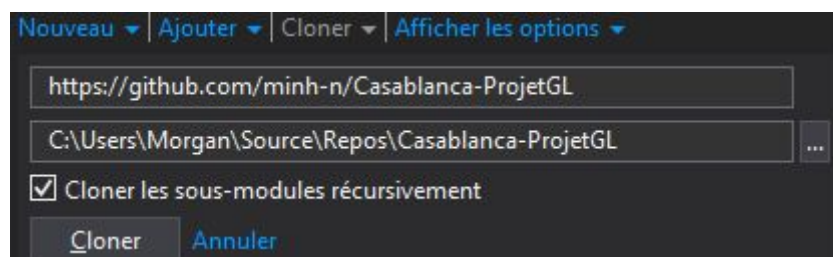 Nouveau | Ajouter | Cloner | Afficher les options
https://github.com/minh-n/Casablanca-ProjetGL
C:\Users\Morgan\Source\Repos\Casablanca-ProjetGL ...
Cloner les sous-modules récursivement
Cloner Annuler